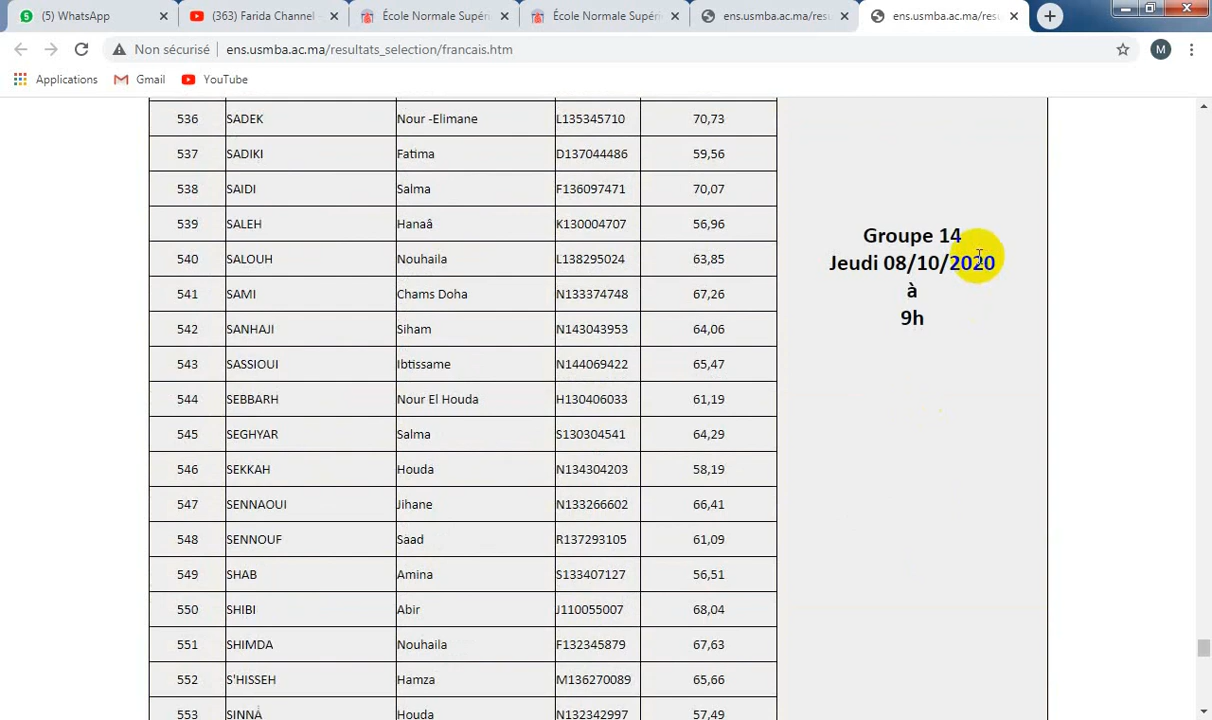 (5) WhatsApp
(363) Farida Channel -
École Normale Supéri
École Normale Supéri
ens.usmba.ac.ma/resu
ens.usmba.ac.ma/resu
Non sécurisé
ens.usmba.ac.ma/resultats_selection/francais.htm
M
Applications
Gmail
YouTube
536 SADEK Nour -Elimane L135345710 70,73
537 SADIKI Fatima D137044486 59,56
538 SAIDI Salma F136097471 70,07
539 SALEH Hanaâ K130004707 56,96
540 SALOUH Nouhaila L138295024 63,85
541 SAMI Chams Doha N133374748 67,26
542 SANHAJI Siham N143043953 64,06
543 SASSIOUI Ibtissame N144069422 65,47
544 SEBBARH Nour El Houda H130406033 61,19
545 SEGHYAR Salma S130304541 64,29
546 SEKKAH Houda N134304203 58,19
547 SENNAOUI Jihane N133266602 66,41
548 SENNOUF Saad R137293105 61,09
549 SHAB Amina S133407127 56,51
550 SHIBI Abir J110055007 68,04
551 SHIMDA Nouhaila F132345879 67,63
552 S'HISSEH Hamza M136270089 65,66
553 SINNÁ Houda N132342997 57,49
Groupe 14
Jeudi 08/10/2020
à
9h